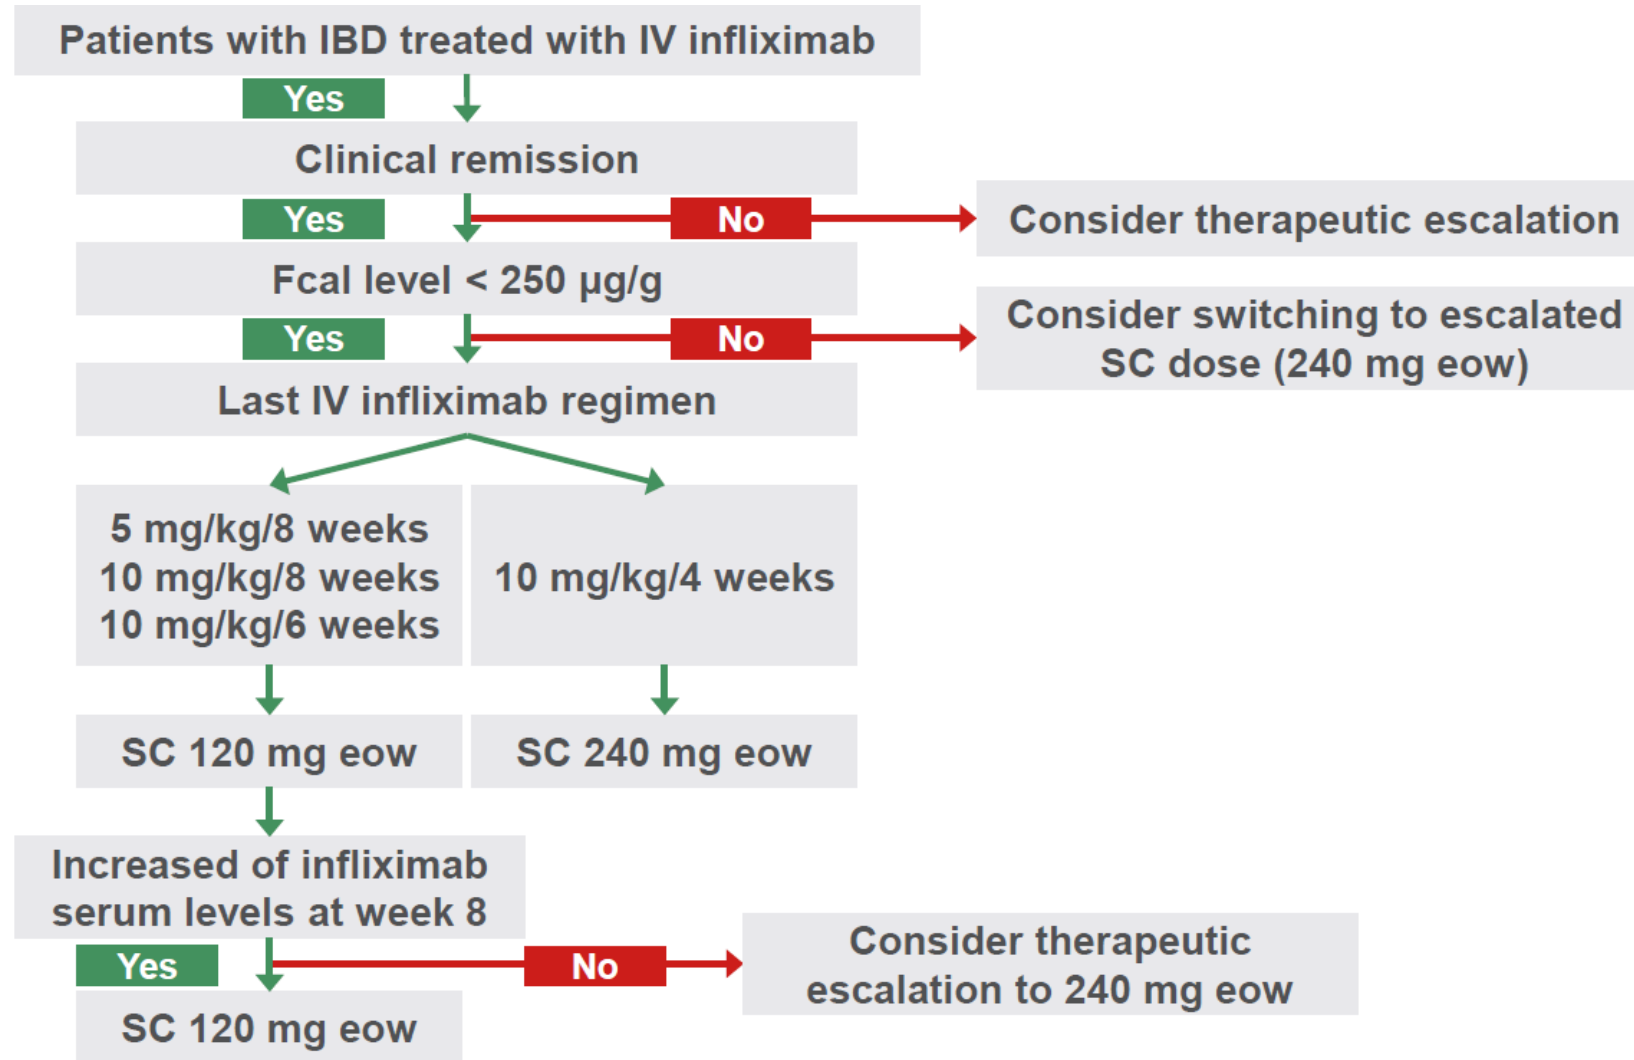 Patients with IBD treated with IV infliximab
Yes
Clinical remission
Yes
No
Consider therapeutic escalation
Fcal level < 250 µg/g
Yes
No
Consider switching to escalated
SC dose (240 mg eow)
Last IV infliximab regimen
5 mg/kg/8 weeks
10 mg/kg/8 weeks
10 mg/kg/6 weeks
10 mg/kg/4 weeks
SC 120 mg eow
SC 240 mg eow
Increased of infliximab
serum levels at week 8
Yes
No
Consider therapeutic
escalation to 240 mg eow
SC 120 mg eow